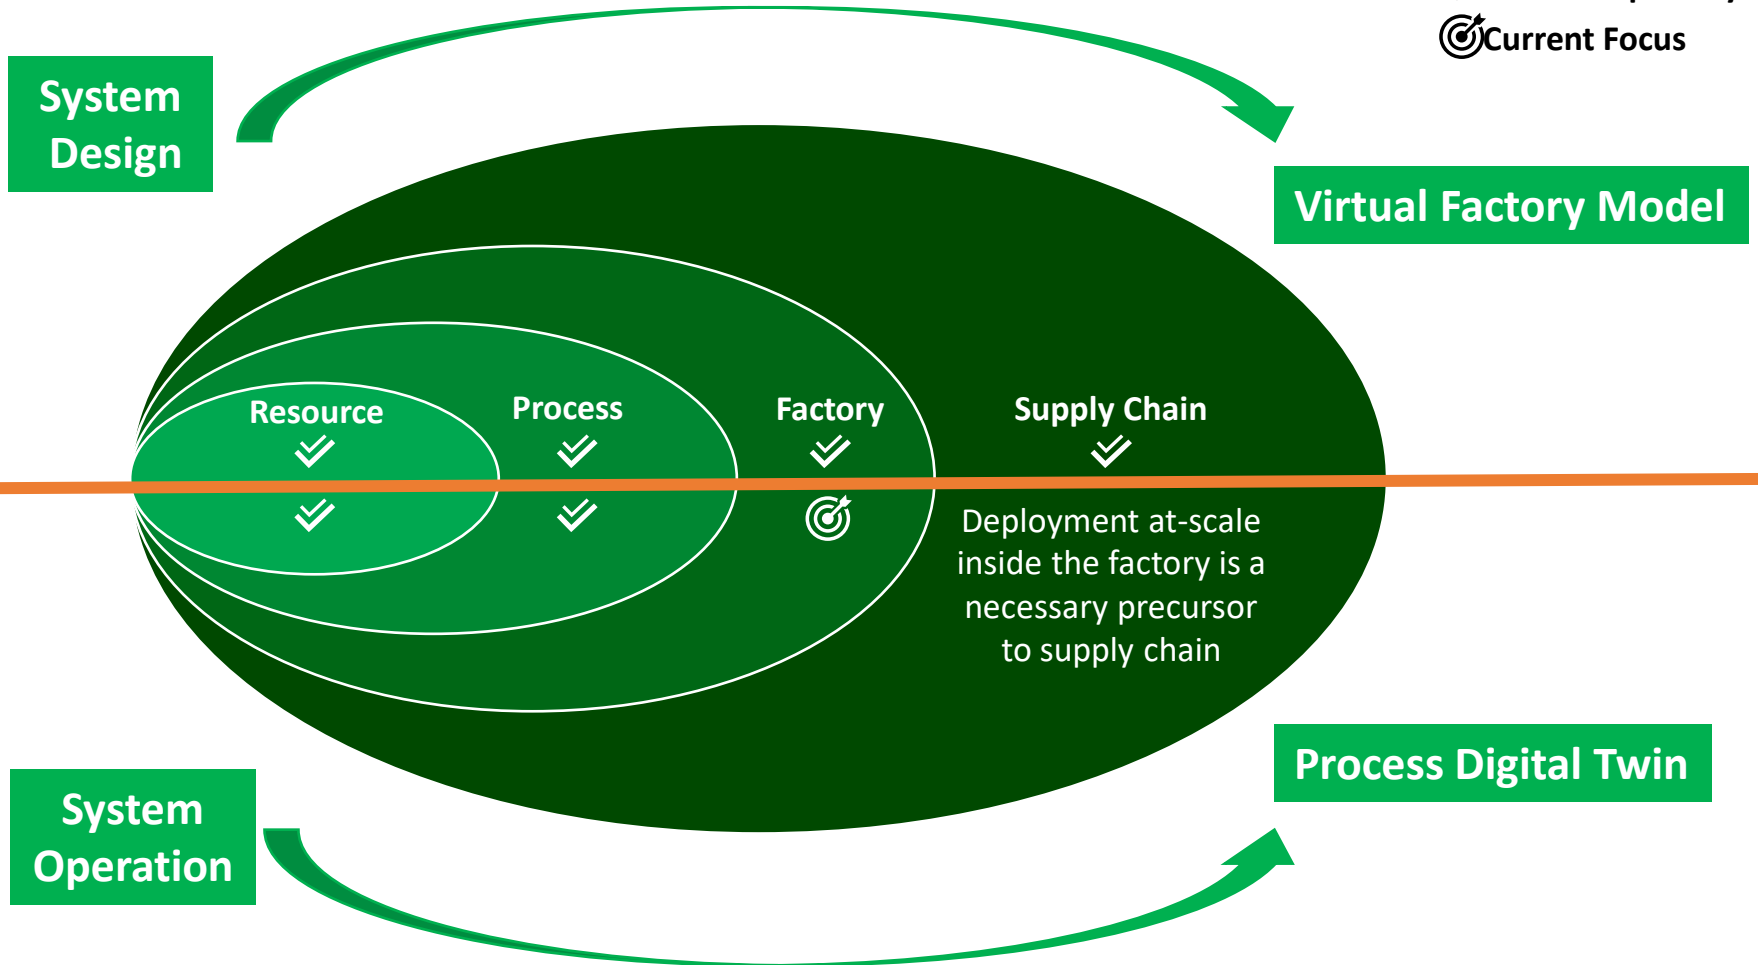 Current Focus
System
Design
Virtual Factory Model
Resource
Process
Factory
Supply Chain
Deployment at-scale
inside the factory is a
necessary precursor
to supply chain
Process Digital Twin
System
Operation